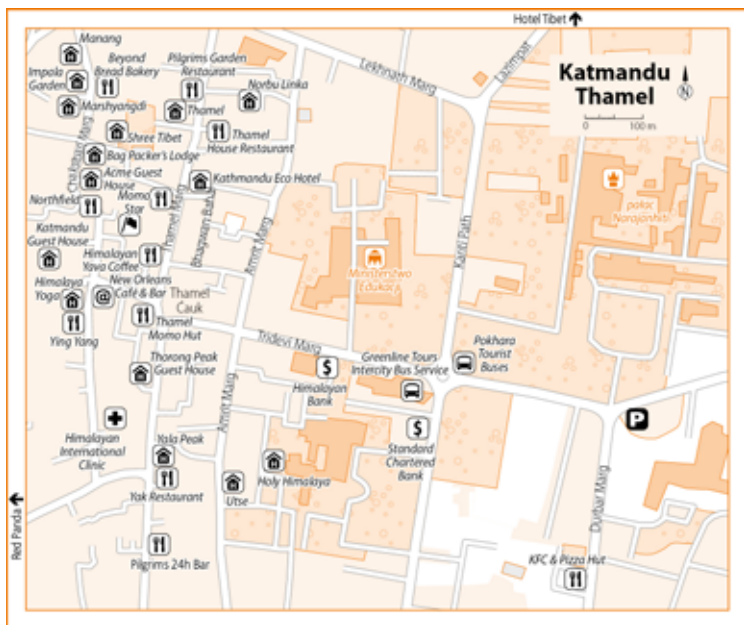 Hotel Tibet
Manang
Beyond
Bread Bakery
Pilgrims Garden
Restaurant
Impala
Garden
Norbu Linka
Lekhnath Marg
Lazimpat
Katmandu
Thamel
N
0 100 m
Marshyangdi
Thamel
Shree Tibet
Thamel
House Restaurant
Chaksibari Marg
Bag Packer's Lodge
Acme Guest
House
Kathmandu Eco Hotel
Northfield
Momo
Star
Thamel Marg
Amrit Marg
Kanti Path
pałac
Narajanhiti
Katmandu
Guest House
Himalayan
Yava Coffee
Ministerstwo
Edukacji
Himalaya
Yoga
@
New Orleans
Café & Bar
Thamel
Cauk
Ying Yang
Thamel
Momo Hut
Tridevi Marg
Greenline Tours
Intercity Bus Service
Pokhara
Tourist
Buses
Thorong Peak
Guest House
$
Himalayan
Bank
Amrit Marg
P
Himalayan
International
Clinic
Yala Peak
$
Standard
Chartered
Bank
Yak Restaurant
Utse
Holy Himalaya
Durbar Marg
Red Panda
Pilgrims 24h Bar
KFC & Pizza Hut